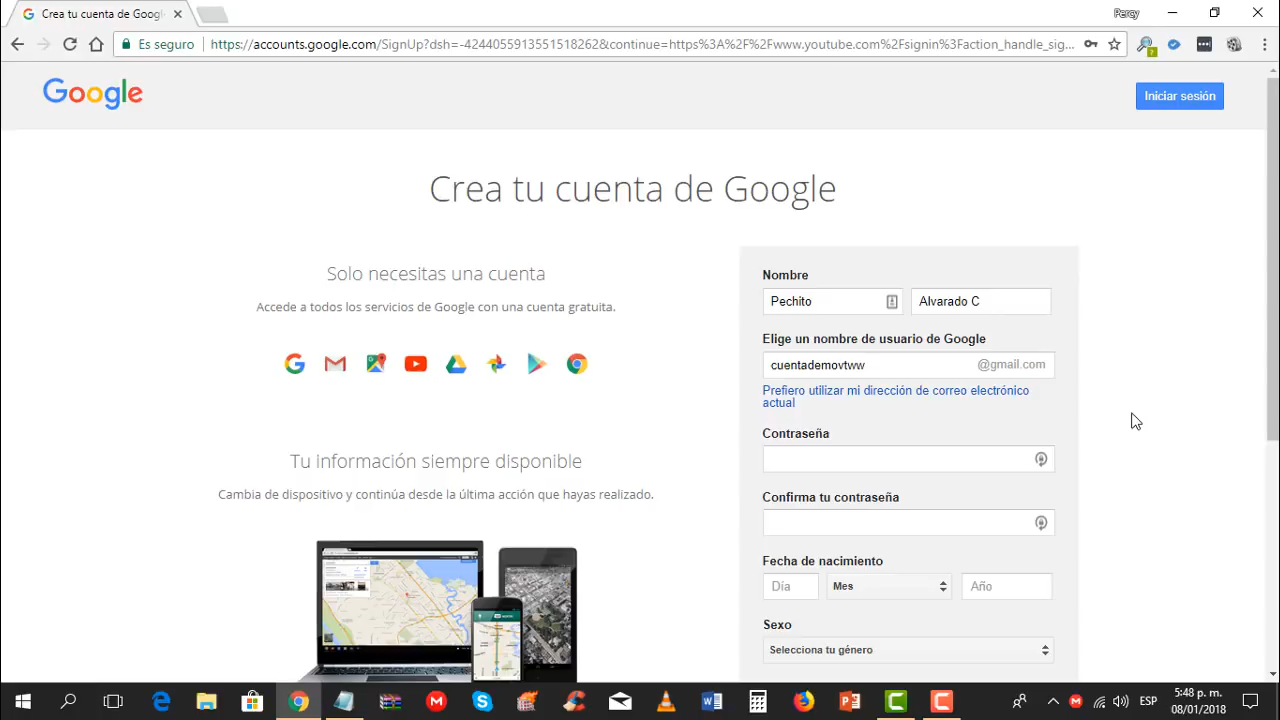 Crea tu cuenta de Google
Percy
Es seguro
https://accounts.google.com/SignUp?dsh=-4244055913551518262&continue=https%3A%2F%2Fwww.youtube.com%2Fsignin%3Faction_handle_sig...
Google
Iniciar sesión
Crea tu cuenta de Google
Solo necesitas una cuenta
Accede a todos los servicios de Google con una cuenta gratuita.
Tu información siempre disponible
Cambia de dispositivo y continúa desde la última acción que hayas realizado.
Nombre
Pechito
Alvarado C
Elige un nombre de usuario de Google
cuentademovtww
@gmail.com
Prefiero utilizar mi dirección de correo electrónico
actual
Contraseña
Confirma tu contraseña
Fecha de nacimiento
Día
Mes
Año
Sexo
Selecciona tu género
ESP
5:48 p. m.
08/01/2018